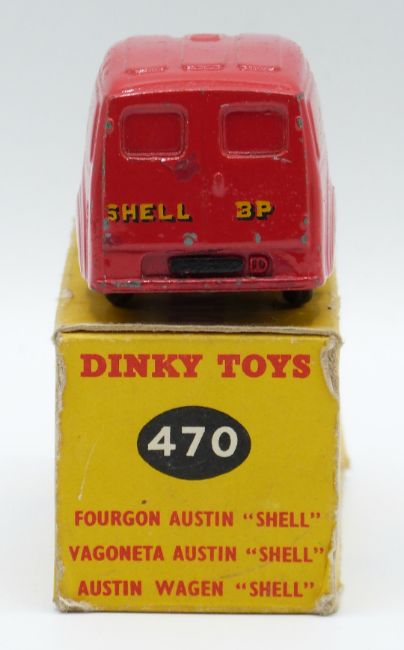 SHELL BP
DINKY TOYS
470
FOURGON AUSTIN "SHELL"
VAGONETA AUSTIN "SHELL"
AUSTIN WAGEN "SHELL"